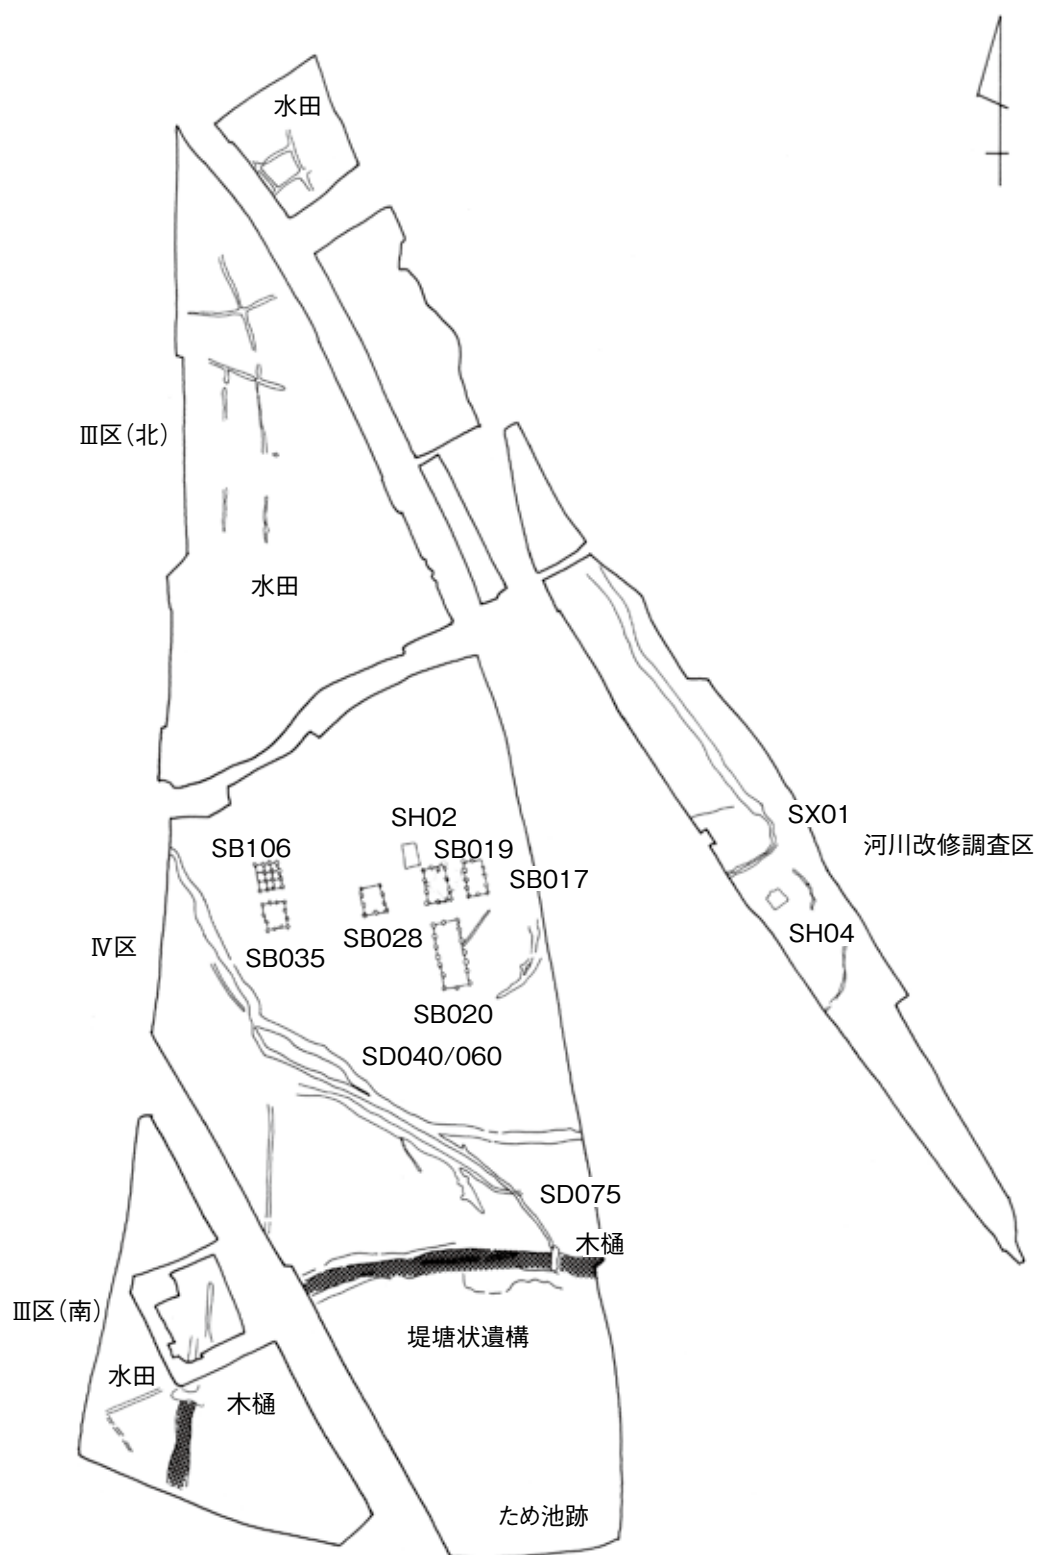 水田
Ⅲ区（北）
水田
SX01
河川改修調査区
SH02
SB106
SB019
SB017
SH04
Ⅳ区
SB028
SB035
SB020
SD040/060
SD075
木樋
Ⅲ区（南）
堤塘状遺構
水田
木樋
ため池跡